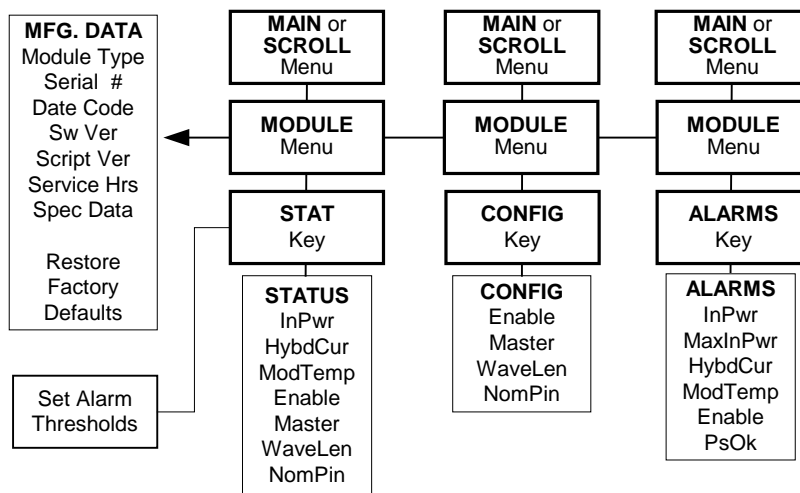 MFG. DATA
Module Type
Serial #
Date Code
Sw Ver
Script Ver
Service Hrs
Spec Data
Restore
Factory
Defaults
Set Alarm
Thresholds
MAIN or
SCROLL
Menu
MODULE
Menu
STAT
Key
STATUS
InPwr
HybdCur
ModTemp
Enable
Master
WaveLen
NomPin
MAIN or
SCROLL
Menu
MODULE
Menu
CONFIG
Key
CONFIG
Enable
Master
WaveLen
NomPin
MAIN or
SCROLL
Menu
MODULE
Menu
ALARMS
Key
ALARMS
InPwr
MaxInPwr
HybdCur
ModTemp
Enable
PsOk